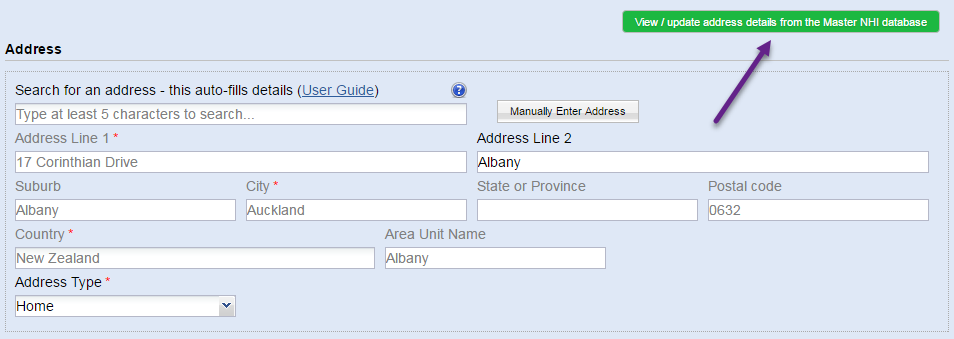 View / update address details from the Master NHI database
Address
Search for an address - this auto-fills details (User Guide) ?
Type at least 5 characters to search...
Manually Enter Address
Address Line 1 * Address Line 2
17 Corinthian Drive Albany
Suburb City * State or Province Postal code
Albany Auckland 0632
Country * Area Unit Name
New Zealand Albany
Address Type *
Home